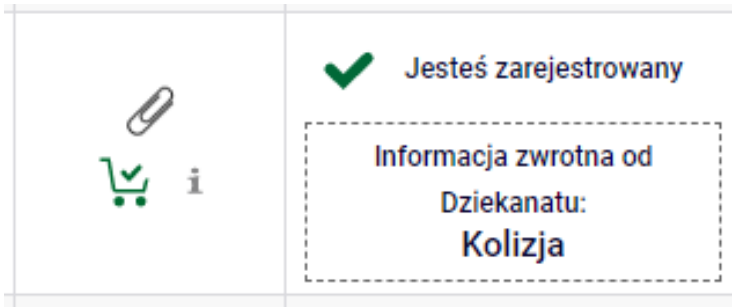 Jesteś zarejestrowany
Informacja zwrotna od
Dziekanatu:
Kolizja